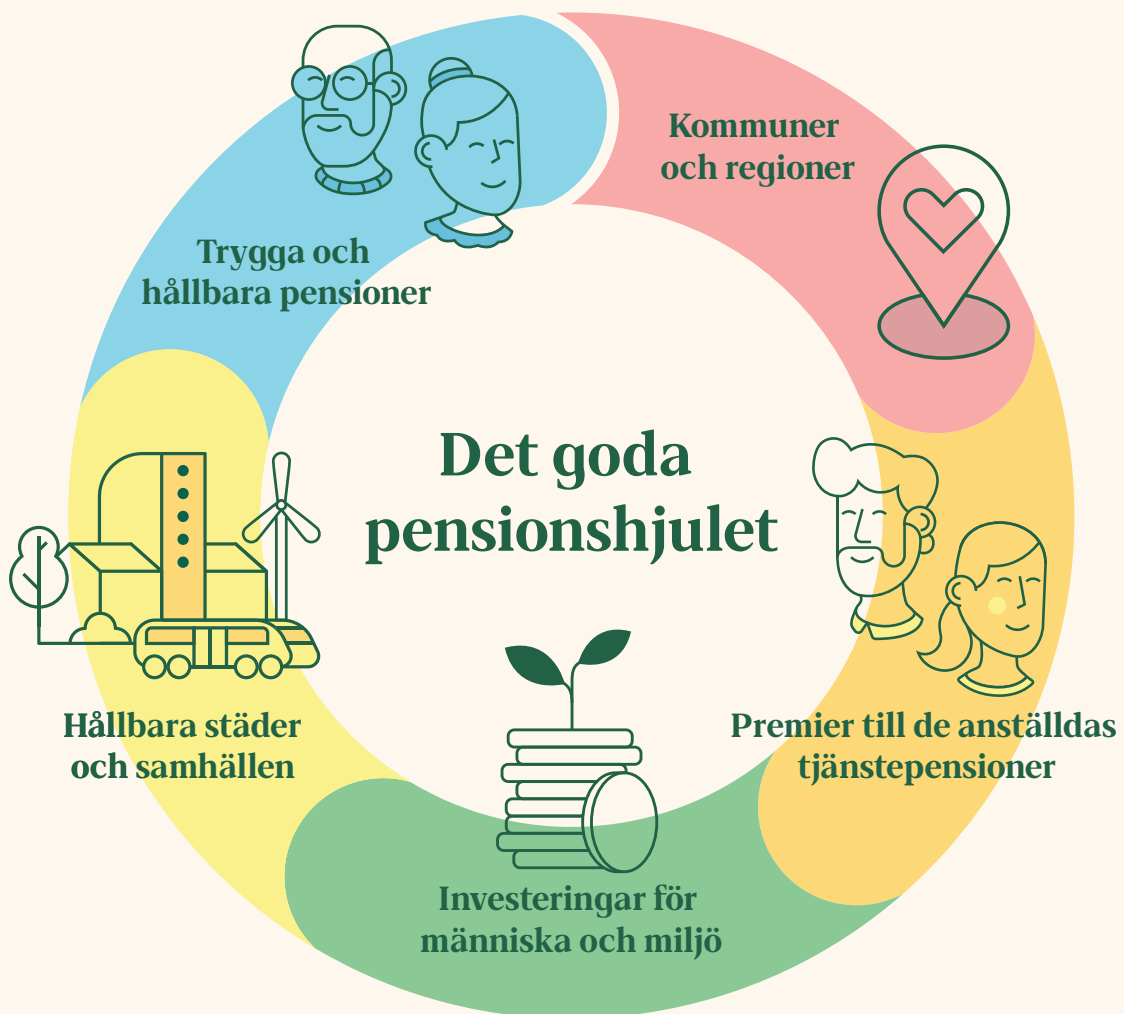 Det goda
pensionshjulet
Kommuner
och regioner
Premier till de anställdas
tjänstepensioner
Investeringar för
människa och miljö
Hållbara städer
och samhällen
Trygga och
hållbara pensioner